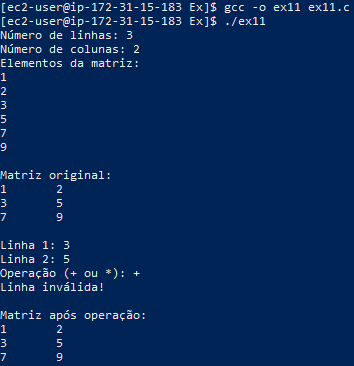 [ec2-user@ip-172-31-15-183 Ex]$ gcc -o ex11 ex11.c
[ec2-user@ip-172-31-15-183 Ex]$ ./ex11
Número de linhas: 3
Número de colunas: 2
Elementos da matriz:
1
2
3
5
7
9
Matriz original:
1 2
3 5
7 9
Linha 1: 3
Linha 2: 5
Operação (+ ou *): +
Linha inválida!
Matriz após operação:
1 2
3 5
7 9